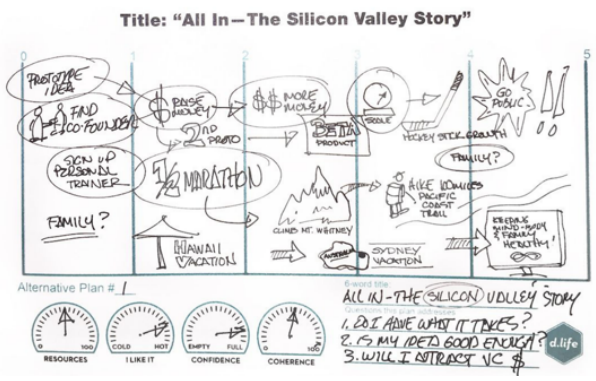 Title: “All In—The Silicon Valley Story”
0
1
2
3
4
5
PROTOTYPE
IDEA
FIND
CO-FOUNDER
SIGN UP
PERSONAL
TRAINER
FAMILY?
$ RAISE
MONEY
2ND
PROTO
1/2 MARATHON
HAWAII
VACATION
$$ MORE
MONEY
BETA
PRODUCT
CLIMB MT. WHITNEY
SCALE
AUSTRALIA
HOCKEY STICK GROWTH
FAMILY?
HIKE
PACIFIC
COAST
TRAIL
SYDNEY
VACATION
GO
PUBLIC.
!!
KEEPING
MIND-BODY
& FAMILY
HEALTHY!
Alternative Plan # 1
6-word title
ALL IN - THE SILICON VALLEY STORY
Questions this plan addresses
1. DO I HAVE WHAT IT TAKES?
2. IS MY IDEA GOOD ENOUGH?
3. WILL I ATTRACT VC $
0 100
RESOURCES
COLD HOT
I LIKE IT
EMPTY FULL
CONFIDENCE
0 100
COHERENCE
d.life